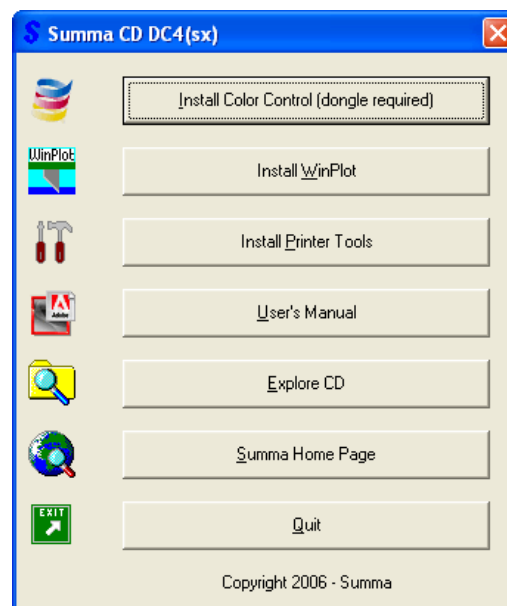 Summa CD DC4(sx)
Install Color Control (dongle required)
WinPlot
Install WinPlot
Install Printer Tools
Adobe
User's Manual
Explore CD
Summa Home Page
EXIT
Quit
Copyright 2006 - Summa